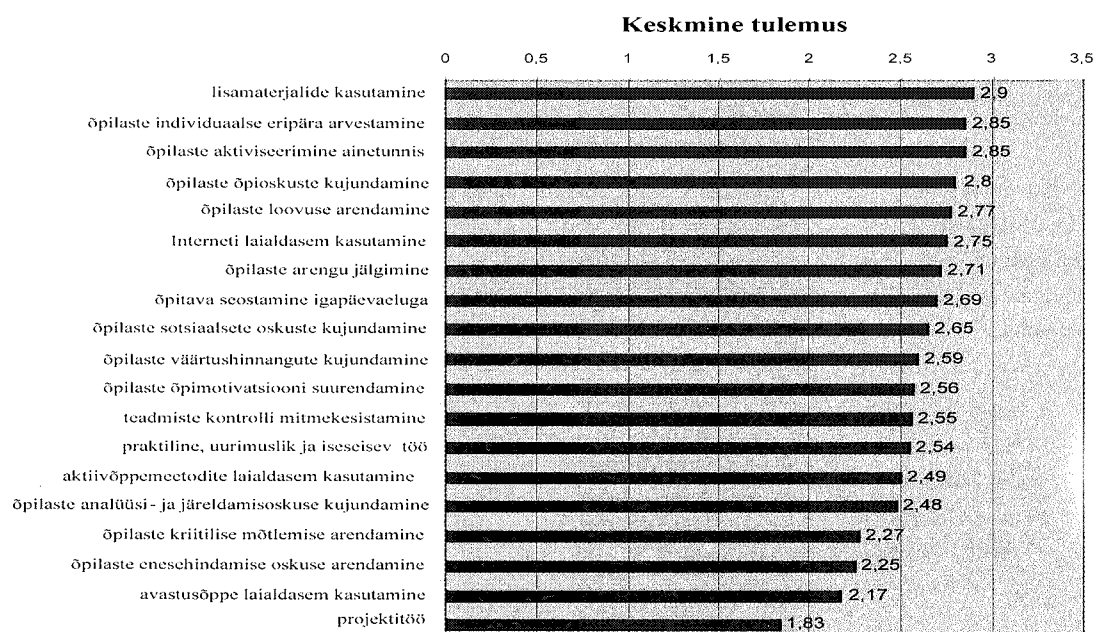 Keskmine tulemus
0 0,5 1 2 2,5 3 3,5
lisamaterjalide kasutamine 2,9
õpilaste individuaalse eripära arvestamine 2,85
õpilaste aktiviseerimine ainetunnis 2,85
õpilaste õpioskuste kujundamine 2,8
õpilaste loovuse arendamine 2,77
Interneti laialdasem kasutamine 2,75
õpilaste arengu jälgimine 2,71
õpitava seostamine igapäevaeluga 2,69
õpilaste sotsiaalsete oskuste kujundamine 2,65
õpilaste väärtushinnangute kujundamine 2,59
õpilaste õpimotivatsiooni suurendamine 2,56
teadmiste kontrolli mitmekesistamine 2,55
praktiline, uurimuslik ja iseseisev töö 2,54
aktiivõppemeetodite laialdasem kasutamine 2,49
õpilaste analüüsi- ja järeldamisoskuse kujundamine 2,48
õpilaste kriitilise mõtlemise arendamine 2,27
õpilaste enesehindamise oskuse arendamine 2,25
avastusõppe laialdasem kasutamine 2,17
projektitöö 1,83